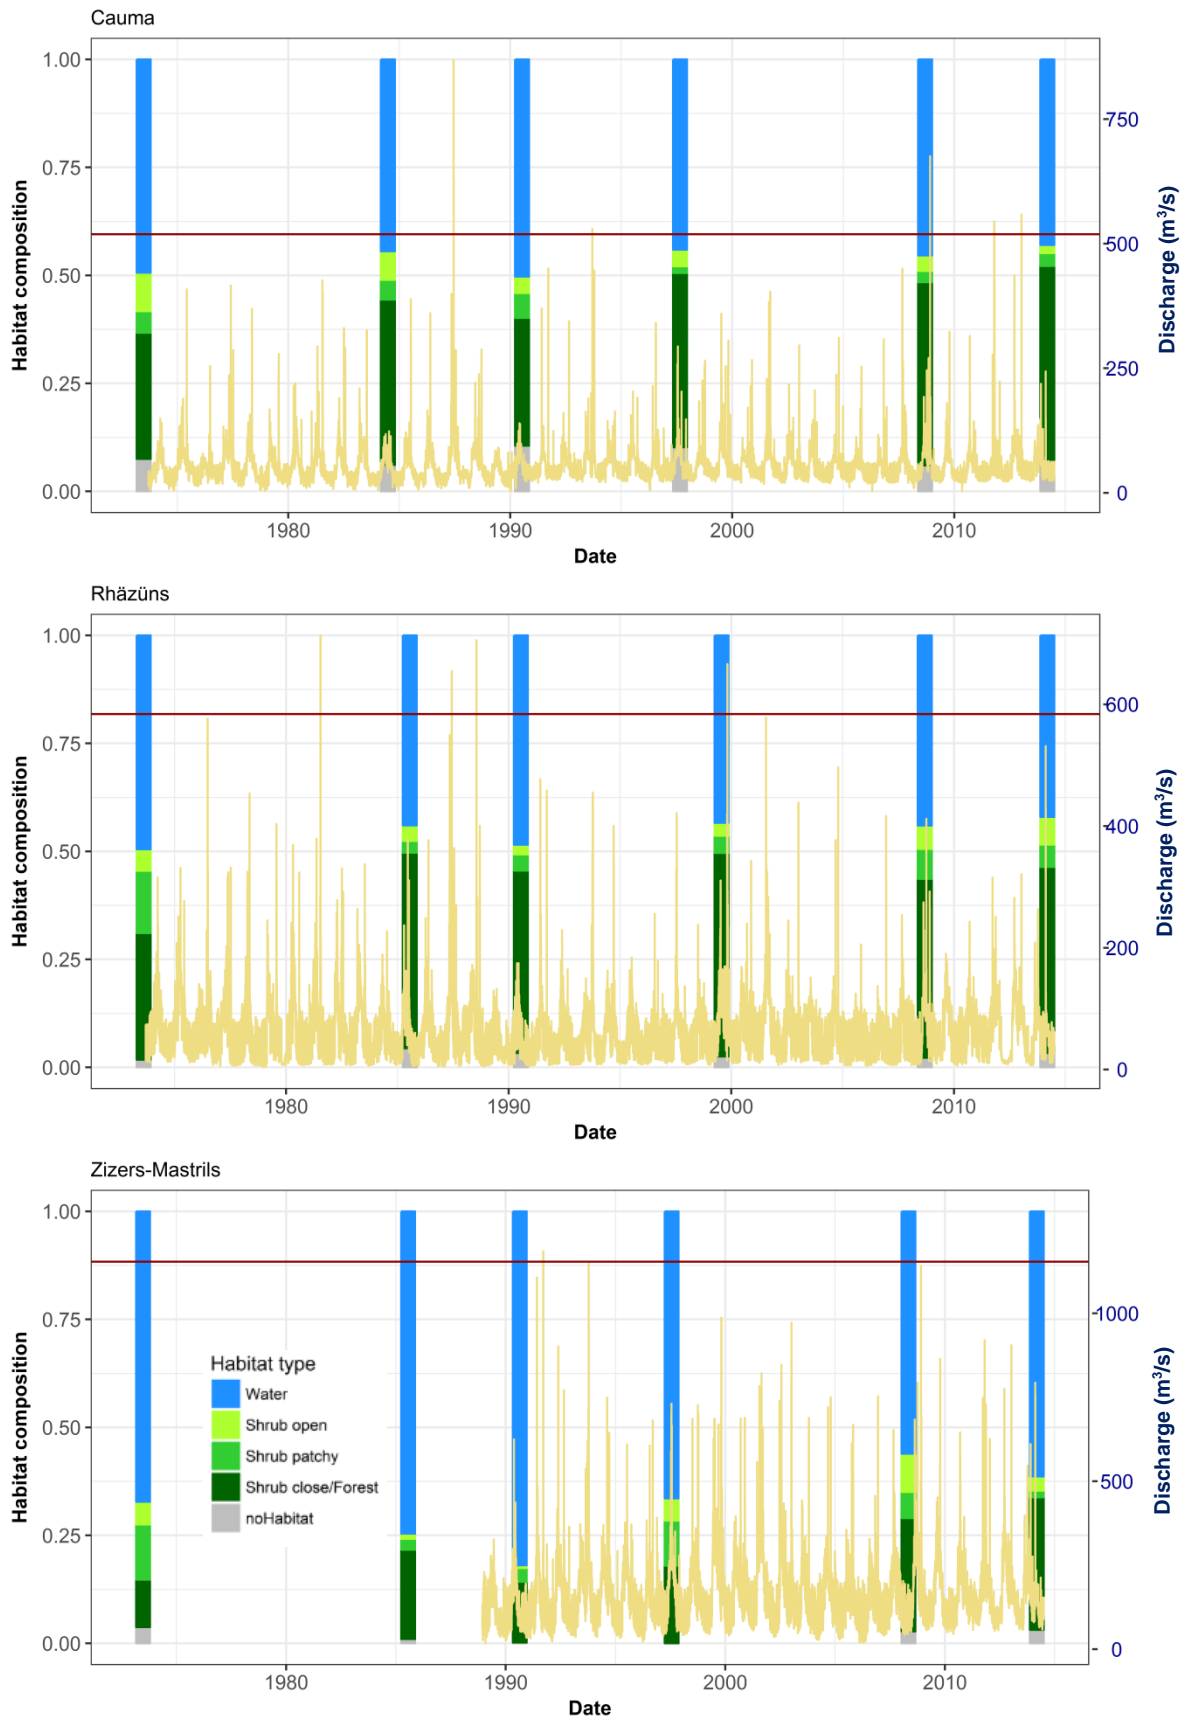 Cauma
1.00
0.75
0.50
0.25
0.00
Habitat composition
750
500
250
0
Discharge (m³/s)
1980 1990 2000 2010
Date
Rhäzüns
1.00
0.75
0.50
0.25
0.00
Habitat composition
600
400
200
0
Discharge (m³/s)
1980 1990 2000 2010
Date
Zizers-Mastrils
1.00
0.75
0.50
0.25
0.00
Habitat composition
Habitat type
Water
Shrub open
Shrub patchy
Shrub close/Forest
noHabitat
1000
500
0
Discharge (m³/s)
1980 1990 2000 2010
Date